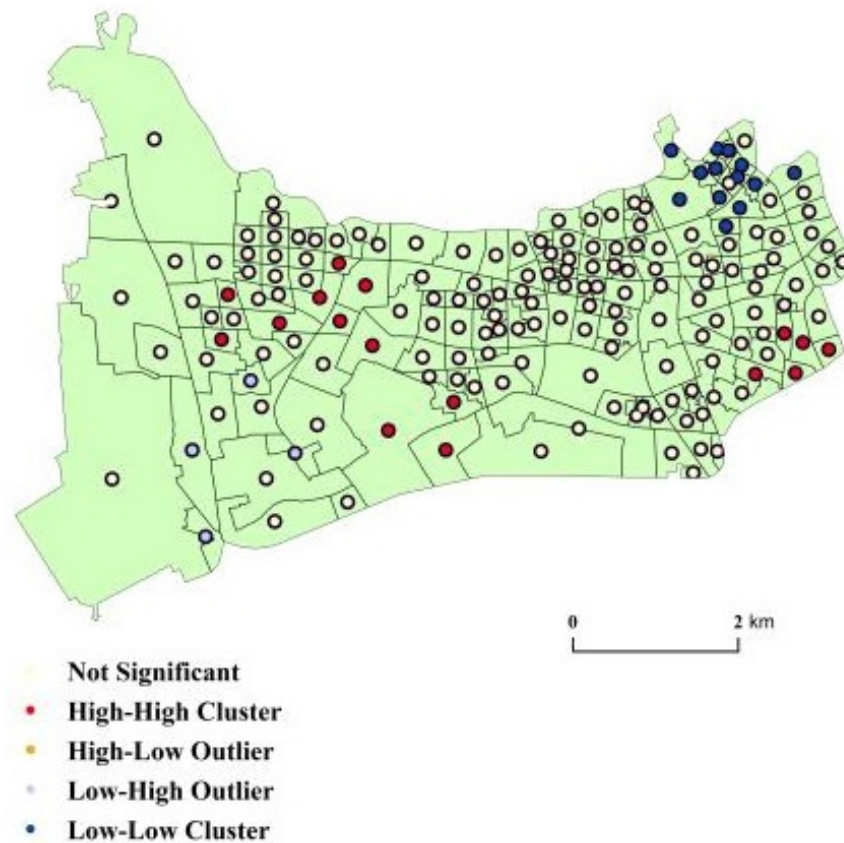 0 2 km
Not Significant
High-High Cluster
High-Low Outlier
Low-High Outlier
Low-Low Cluster